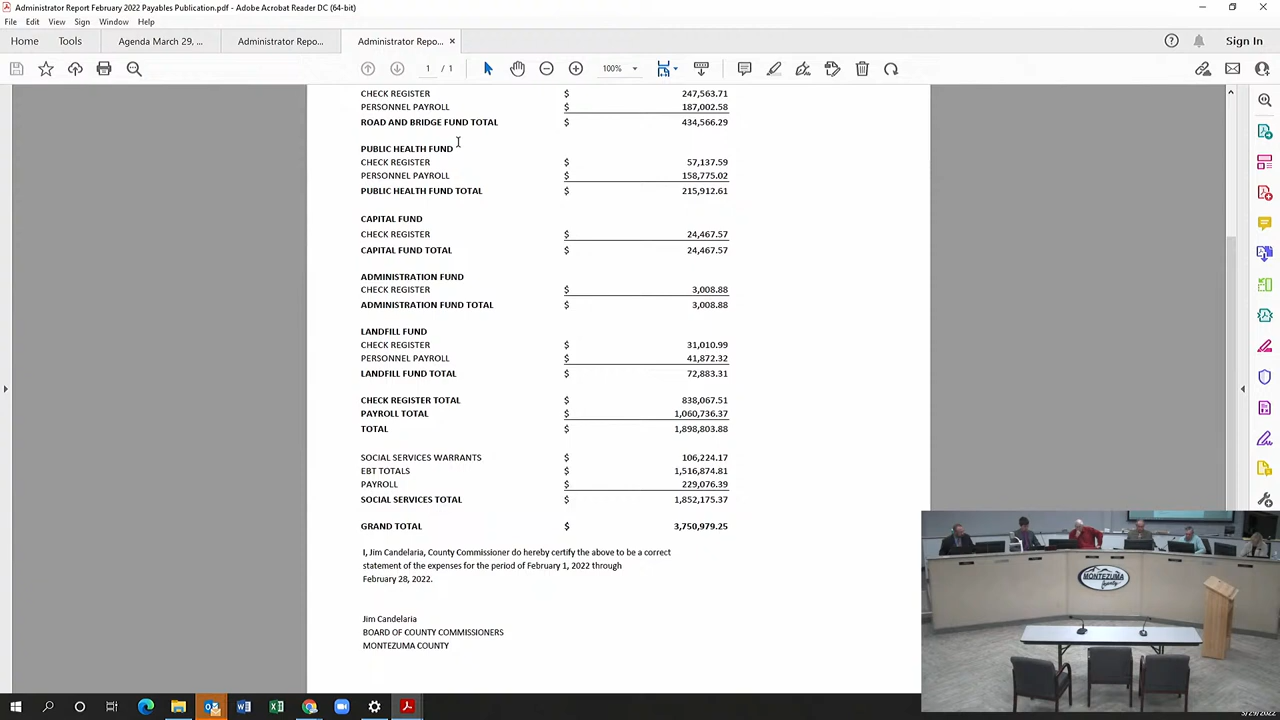 Administrator Report February 2022 Payables Publication.pdf - Adobe Acrobat Reader DC (64-bit)
File Edit View Sign Window Help
Home Tools Agenda March 29, ... Administrator Repo... Administrator Repo... × Sign In
1 / 1 100%
CHECK REGISTER 247,563.71
PERSONNEL PAYROLL $ 187,002.58
ROAD AND BRIDGE FUND TOTAL $ 434,566.29
PUBLIC HEALTH FUND
CHECK REGISTER $ 57,137.59
PERSONNEL PAYROLL $ 158,775.02
PUBLIC HEALTH FUND TOTAL $ 215,912.61
CAPITAL FUND
CHECK REGISTER $ 24,467.57
CAPITAL FUND TOTAL $ 24,467.57
ADMINISTRATION FUND
CHECK REGISTER $ 3,008.88
ADMINISTRATION FUND TOTAL $ 3,008.88
LANDFILL FUND
CHECK REGISTER $ 31,010.99
PERSONNEL PAYROLL $ 41,872.32
LANDFILL FUND TOTAL $ 72,883.31
CHECK REGISTER TOTAL $ 838,067.51
PAYROLL TOTAL $ 1,060,736.37
TOTAL $ 1,898,803.88
SOCIAL SERVICES WARRANTS $ 106,224.17
EBT TOTALS $ 1,516,874.81
PAYROLL $ 229,076.39
SOCIAL SERVICES TOTAL $ 1,852,175.37
GRAND TOTAL $ 3,750,979.25
I, Jim Candelaria, County Commissioner do hereby certify the above to be a correct
statement of the expenses for the period of February 1, 2022 through
February 28, 2022.
Jim Candelaria
BOARD OF COUNTY COMMISSIONERS
MONTEZUMA COUNTY
MONTEZUMA
County